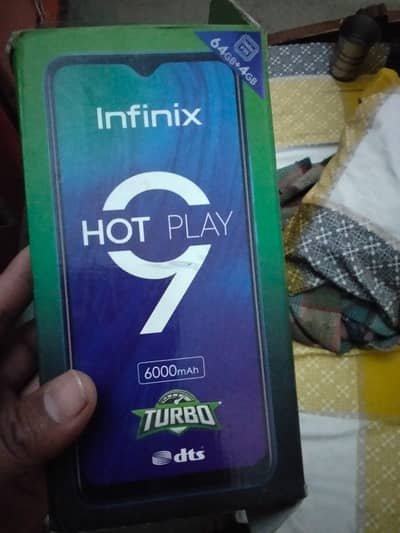 64GB+4GB
Infinix
9
HOT PLAY
6000mAh
TURBO
dts